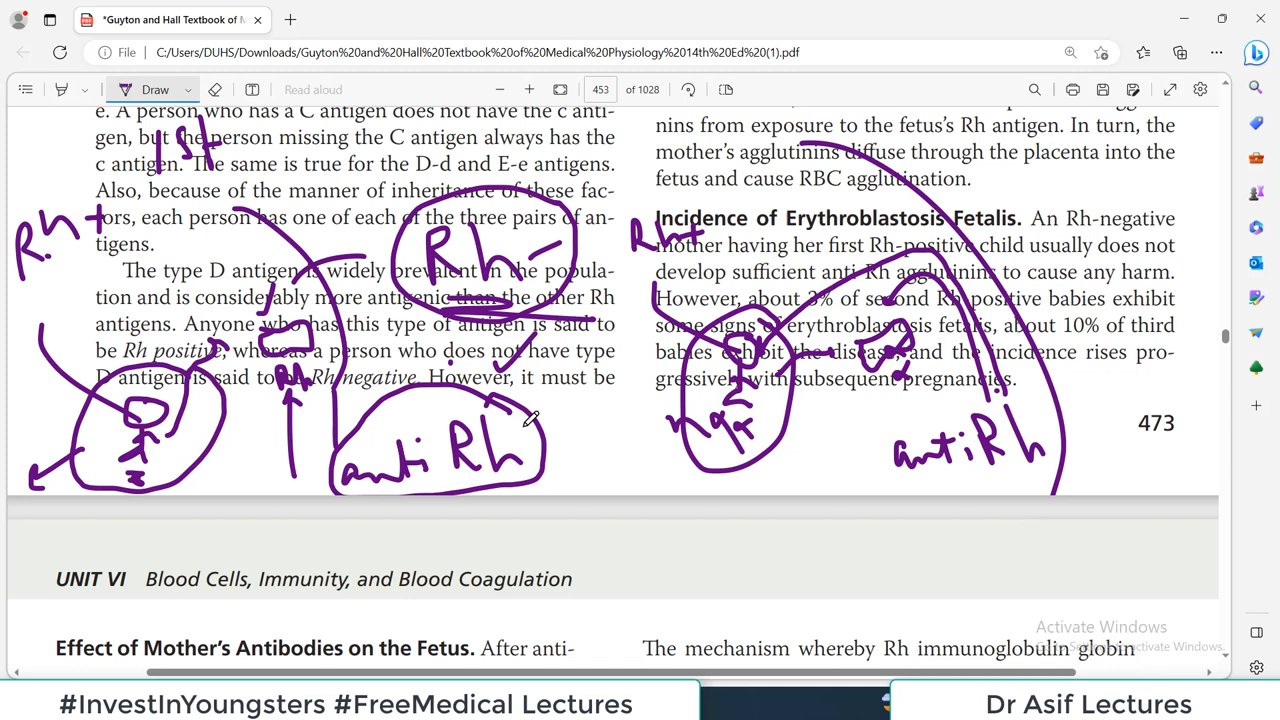 *Guyton and Hall Textbook of M
File
C:/Users/DUHS/Downloads/Guyton%20and%20Hall%20Textbook%20of%20Medical%20Physiology%2014th%20Ed%20(1).pdf
Draw
Read aloud
453
of 1028
e. A person who has a C antigen does not have the c anti-
gen, but the person missing the C antigen always has the
c antigen. The same is true for the D-d and E-e antigens.
Also, because of the manner of inheritance of these fac-
tors, each person has one of each of the three pairs of an-
tigens.
The type D antigen is widely prevalent in the popula-
tion and is considerably more antigenic than the other Rh
antigens. Anyone who has this type of antigen is said to
be Rh positive, whereas a person who does not have type
D antigen is said to be Rh negative. However, it must be
1st
Rh+
Rh-
Rh
anti Rh
nins from exposure to the fetus's Rh antigen. In turn, the
mother's agglutinins diffuse through the placenta into the
fetus and cause RBC agglutination.
Incidence of Erythroblastosis Fetalis. An Rh-negative
mother having her first Rh-positive child usually does not
develop sufficient anti-Rh agglutinins to cause any harm.
However, about 3% of second Rh-positive babies exhibit
some signs of erythroblastosis fetalis, about 10% of third
babies exhibit the disease, and the incidence rises pro-
gressively with subsequent pregnancies.
Rh+
anti Rh
473
UNIT VI Blood Cells, Immunity, and Blood Coagulation
Effect of Mother's Antibodies on the Fetus. After anti-
The mechanism whereby Rh immunoglobulin globin
Activate Windows
Go to Settings to activate Windows.
#InvestInYoungsters #FreeMedical Lectures
Dr Asif Lectures